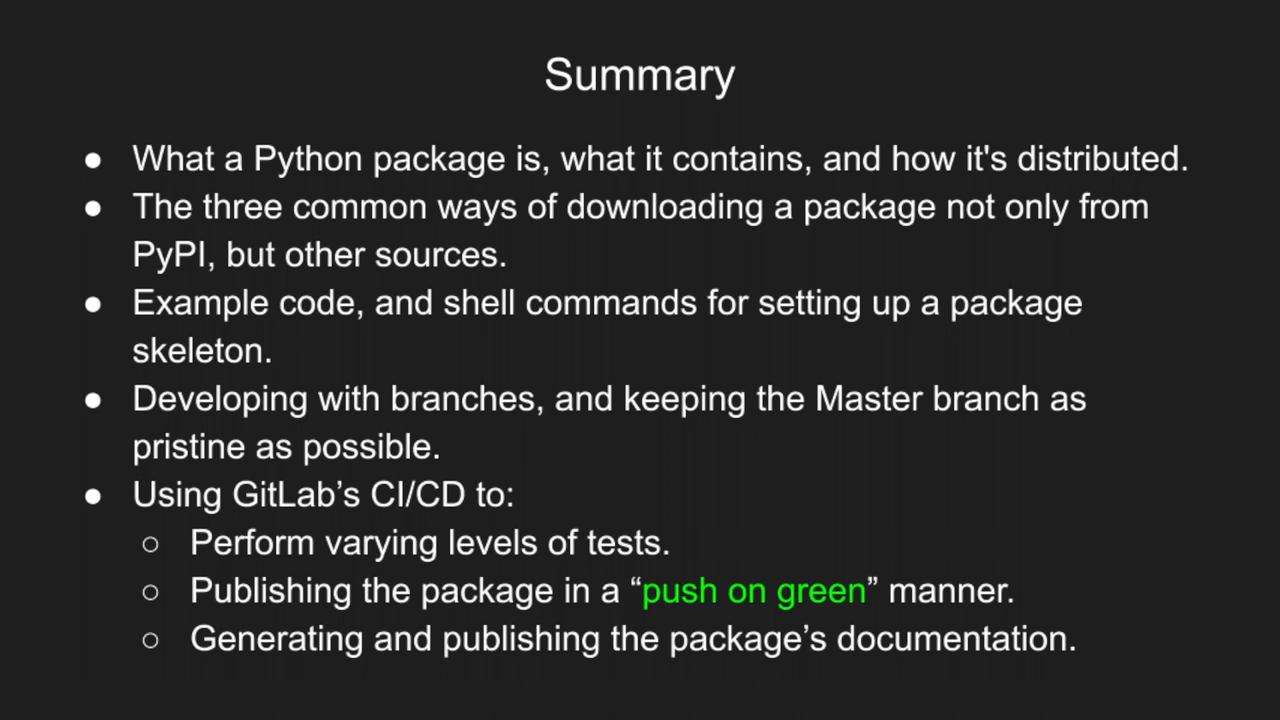 Summary
● What a Python package is, what it contains, and how it's distributed.
● The three common ways of downloading a package not only from
PyPI, but other sources.
● Example code, and shell commands for setting up a package
skeleton.
● Developing with branches, and keeping the Master branch as
pristine as possible.
● Using GitLab’s CI/CD to:
○ Perform varying levels of tests.
○ Publishing the package in a “push on green” manner.
○ Generating and publishing the package’s documentation.